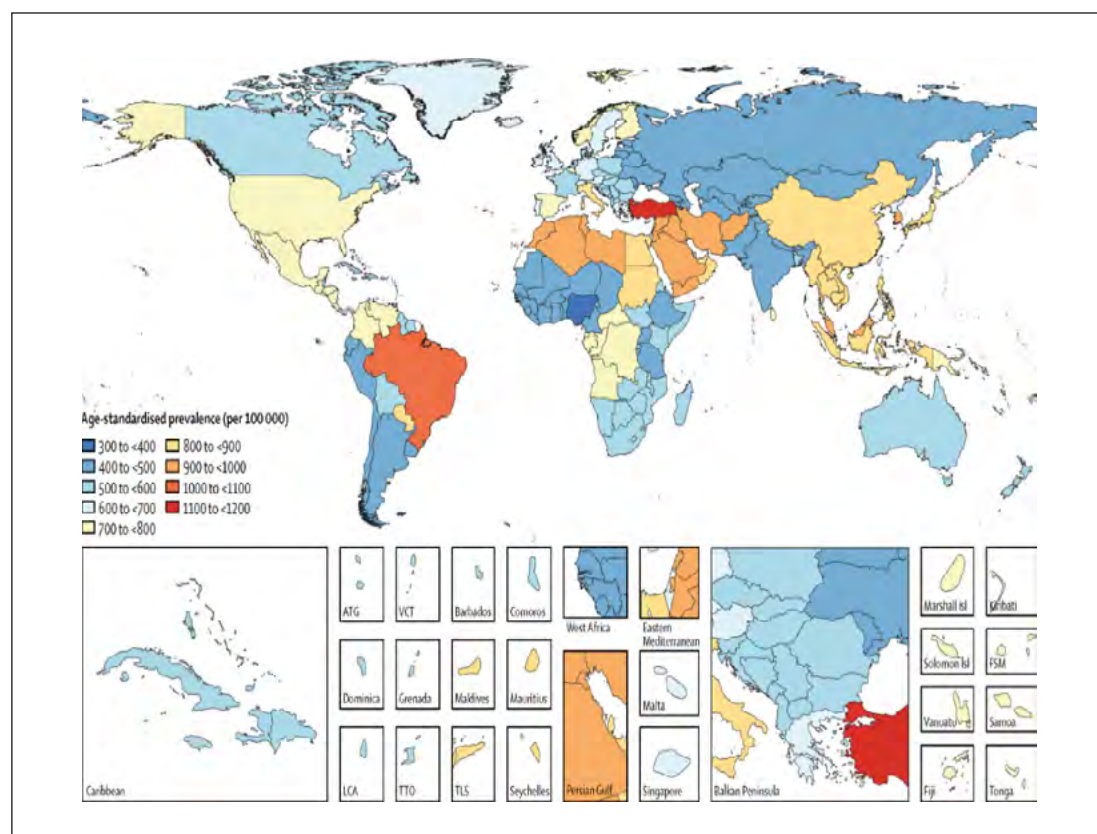 Age-standardised prevalence (per 100 000)
300 to <400
400 to <500
500 to <600
600 to <700
700 to <800
800 to <900
900 to <1000
1000 to <1100
1100 to <1200
Caribbean
ATG
VCT
Barbados
Comoros
Dominica
Grenada
Maldives
Mauritius
LCA
TTO
TLS
Seychelles
West Africa
Eastern
Mediterranean
Persian Gulf
Malta
Singapore
Balkan Peninsula
Marshall Isl
Kiribati
Solomon Isl
FSM
Vanuatu
Samoa
Fiji
Tonga